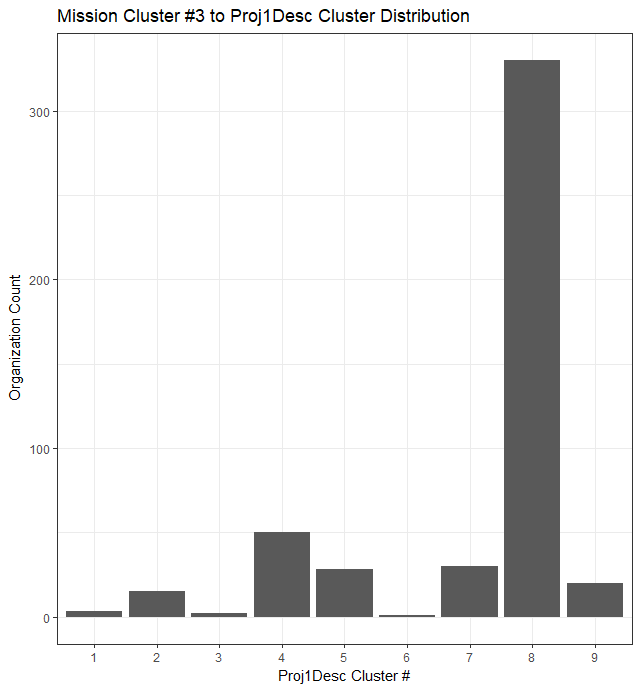 Mission Cluster #3 to Proj1Desc Cluster Distribution
Organization Count
300
200
100
0
1 2 3 4 5 6 7 8 9
Proj1Desc Cluster #